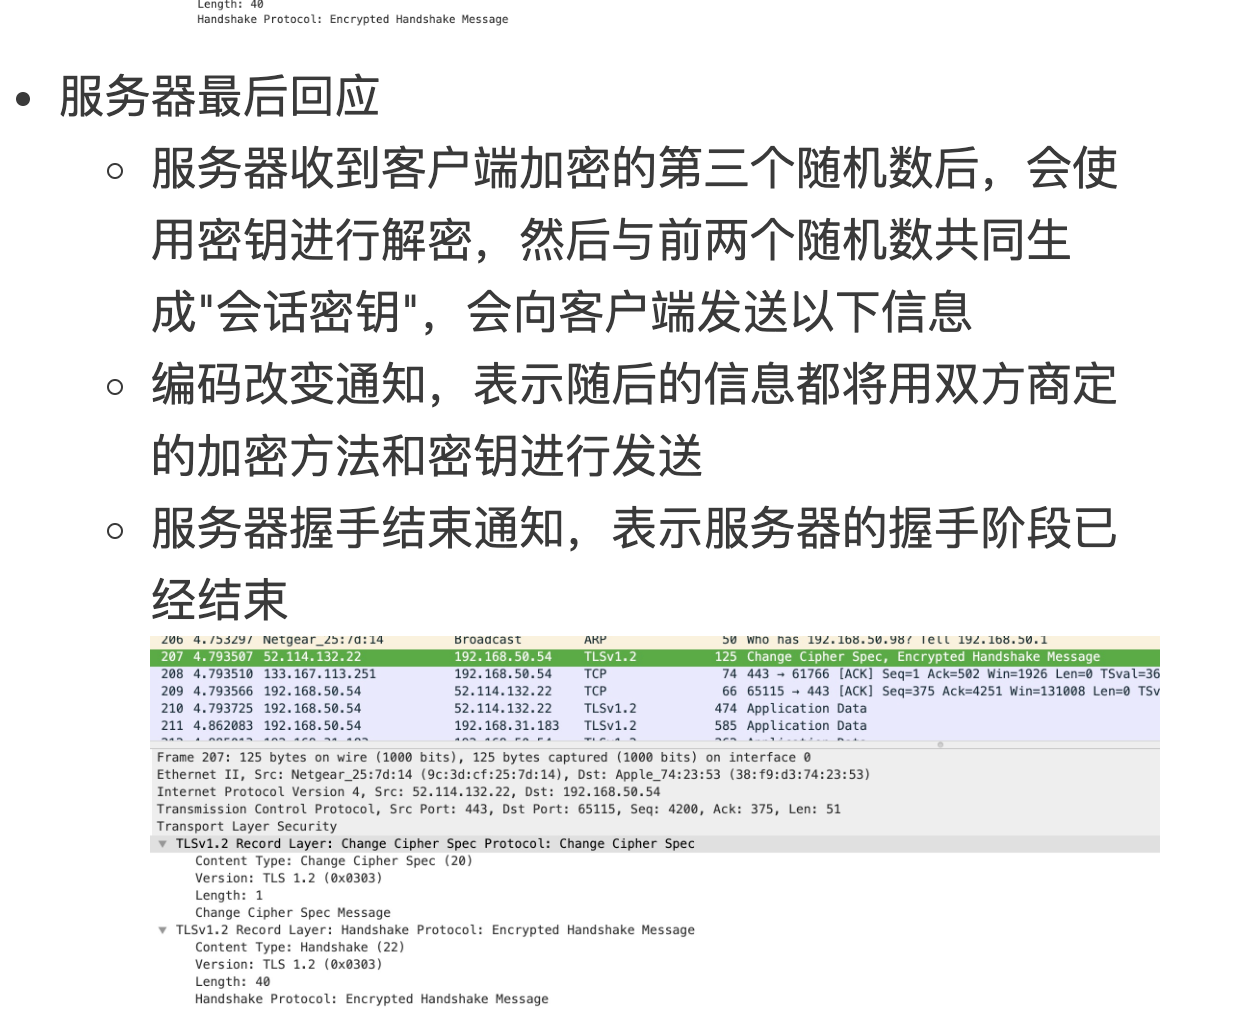 Length: 40
Handshake Protocol: Encrypted Handshake Message
服务器最后回应
服务器收到客户端加密的第三个随机数后，会使
用密钥进行解密，然后与前两个随机数共同生
成"会话密钥"，会向客户端发送以下信息
编码改变通知，表示随后的信息都将用双方商定
的加密方法和密钥进行发送
服务器握手结束通知，表示服务器的握手阶段已
经结束
206 4.753297 Netgear_25:7d:14 Broadcast ARP 50 Who has 192.168.50.98? Tell 192.168.50.1
207 4.793507 52.114.132.22 192.168.50.54 TLSv1.2 125 Change Cipher Spec, Encrypted Handshake Message
208 4.793510 133.167.113.251 192.168.50.54 TCP 74 443 → 61766 [ACK] Seq=1 Ack=502 Win=1926 Len=0 TSval=36
209 4.793566 192.168.50.54 52.114.132.22 TCP 66 65115 → 443 [ACK] Seq=375 Ack=4251 Win=131008 Len=0 TSv
210 4.793725 192.168.50.54 52.114.132.22 TLSv1.2 474 Application Data
211 4.862083 192.168.50.54 192.168.31.183 TLSv1.2 585 Application Data
Frame 207: 125 bytes on wire (1000 bits), 125 bytes captured (1000 bits) on interface 0
Ethernet II, Src: Netgear_25:7d:14 (9c:3d:cf:25:7d:14), Dst: Apple_74:23:53 (38:f9:d3:74:23:53)
Internet Protocol Version 4, Src: 52.114.132.22, Dst: 192.168.50.54
Transmission Control Protocol, Src Port: 443, Dst Port: 65115, Seq: 4200, Ack: 375, Len: 51
Transport Layer Security
TLSv1.2 Record Layer: Change Cipher Spec Protocol: Change Cipher Spec
Content Type: Change Cipher Spec (20)
Version: TLS 1.2 (0x0303)
Length: 1
Change Cipher Spec Message
TLSv1.2 Record Layer: Handshake Protocol: Encrypted Handshake Message
Content Type: Handshake (22)
Version: TLS 1.2 (0x0303)
Length: 40
Handshake Protocol: Encrypted Handshake Message